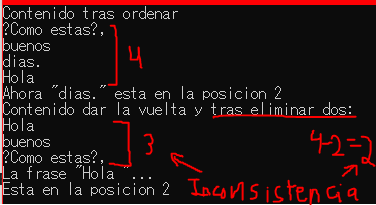 Contenido tras ordenar
?Como estas?,
buenos
dias.
Hola
4
Ahora "dias." esta en la posicion 2
Contenido dar la vuelta y tras eliminar dos:
Hola
buenos
?Como estas?,
3
4-2=2
La frase "Hola "...
Esta en la posicion 2
Inconsistencia